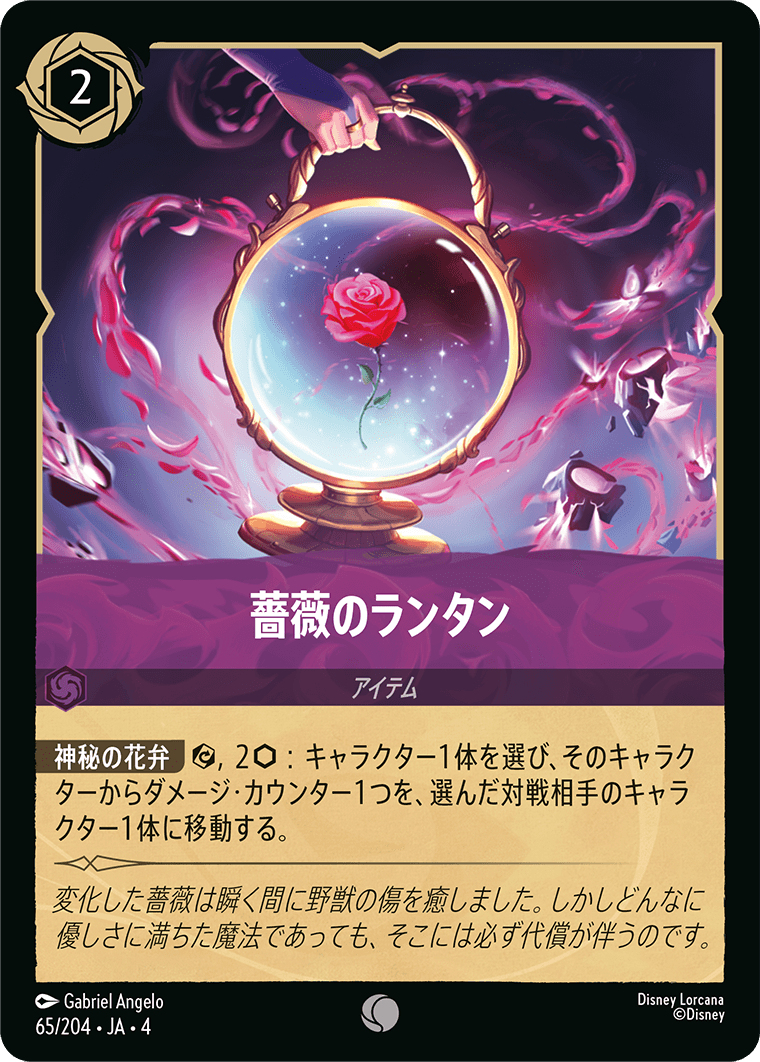 2
薔薇のランタン
アイテム
神秘の花弁 , 2 : キャラクター1体を選び、そのキャラク
ターからダメージ・カウンター1つを、選んだ対戦相手のキャラ
クター1体に移動する。
変化した薔薇は瞬く間に野獣の傷を癒しました。しかしどんなに
優しさに満ちた魔法であっても、そこには必ず代償が伴うのです。
Gabriel Angelo
65/204 • JA • 4
Disney Lorcana
©Disney